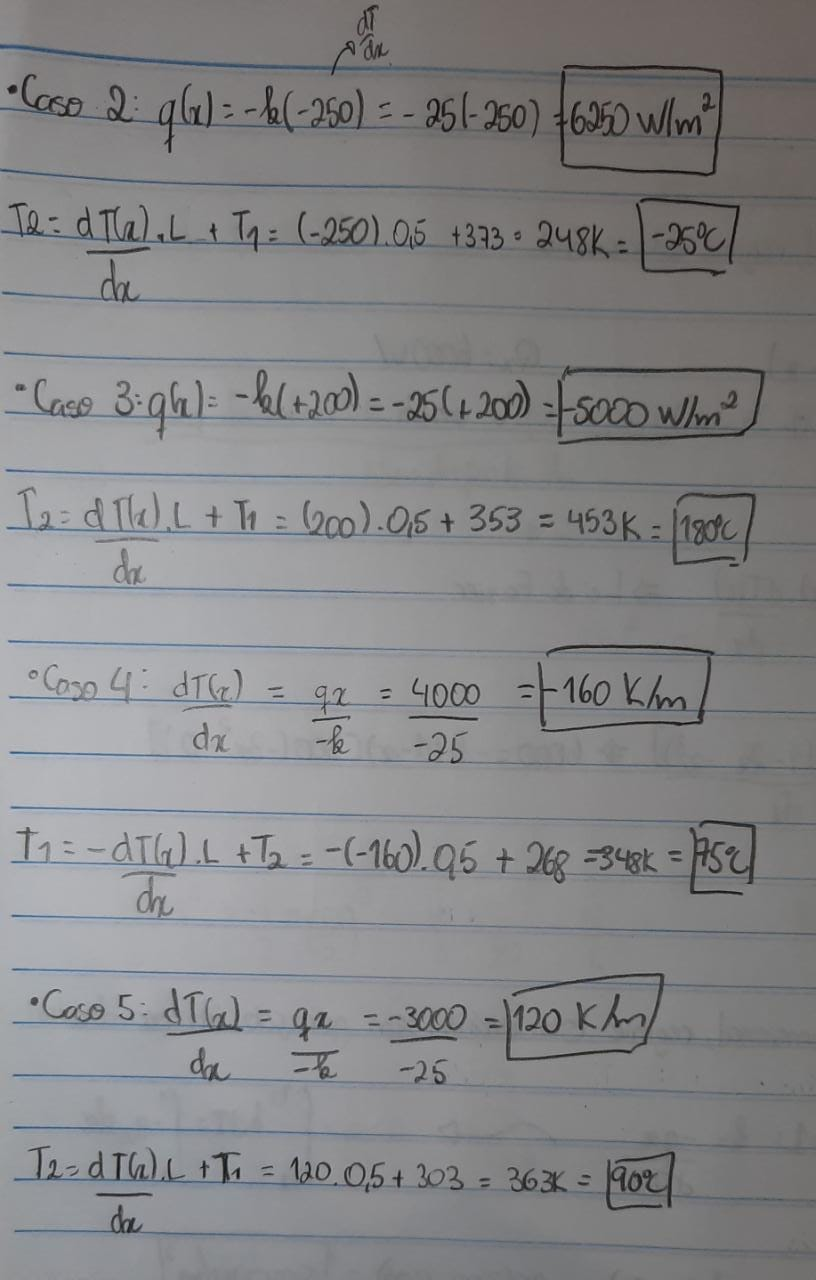 dT
dx
• Caso 2: q(x) = -k(-250) = -25(-250) = +6250 W/m²
T2 = dT(x).L + T1 = (-250).0,5 + 373 = 248K = -25°C
dx
• Caso 3: q(x) = -k(+200) = -25(+200) = -5000 W/m²
T2 = dT(x).L + T1 = (200).0,5 + 353 = 453K = 180°C
dx
• Caso 4: dT(x) = qx = 4000 = -160 K/m
dx -k -25
T1 = -dT(x).L + T2 = -(-160).0,5 + 268 = 348K = 75°C
dx
• Caso 5: dT(x) = qx = -3000 = 120 K/m
dx -k -25
T2 = dT(x).L + T1 = 120.0,5 + 303 = 363K = 90°C
dx